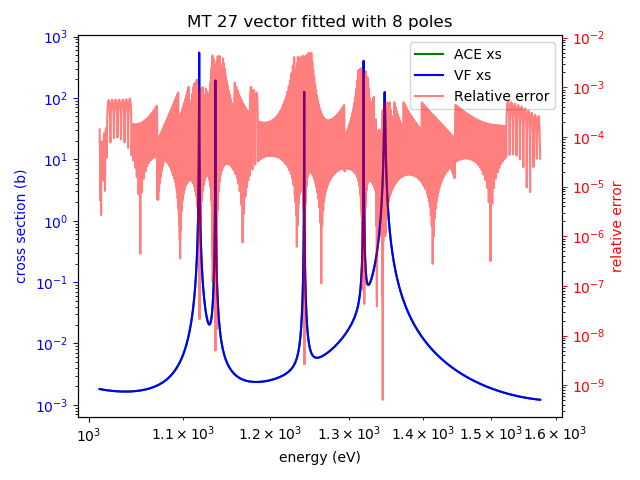 MT 27 vector fitted with 8 poles
ACE xs
VF xs
Relative error
cross section (b)
10³
10²
10¹
10⁰
10⁻¹
10⁻²
10⁻³
relative error
10⁻²
10⁻³
10⁻⁴
10⁻⁵
10⁻⁶
10⁻⁷
10⁻⁸
10⁻⁹
10³
1.1 × 10³
1.2 × 10³
1.3 × 10³
1.4 × 10³
1.5 × 10³
1.6 × 10³
energy (eV)